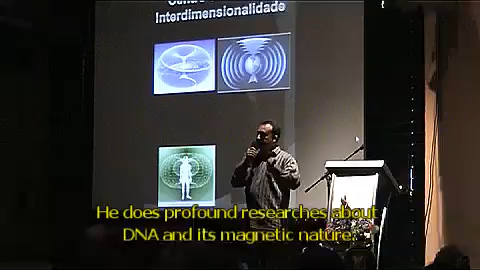 Interdimensionalidade
He does profound researches about
DNA and its magnetic nature.